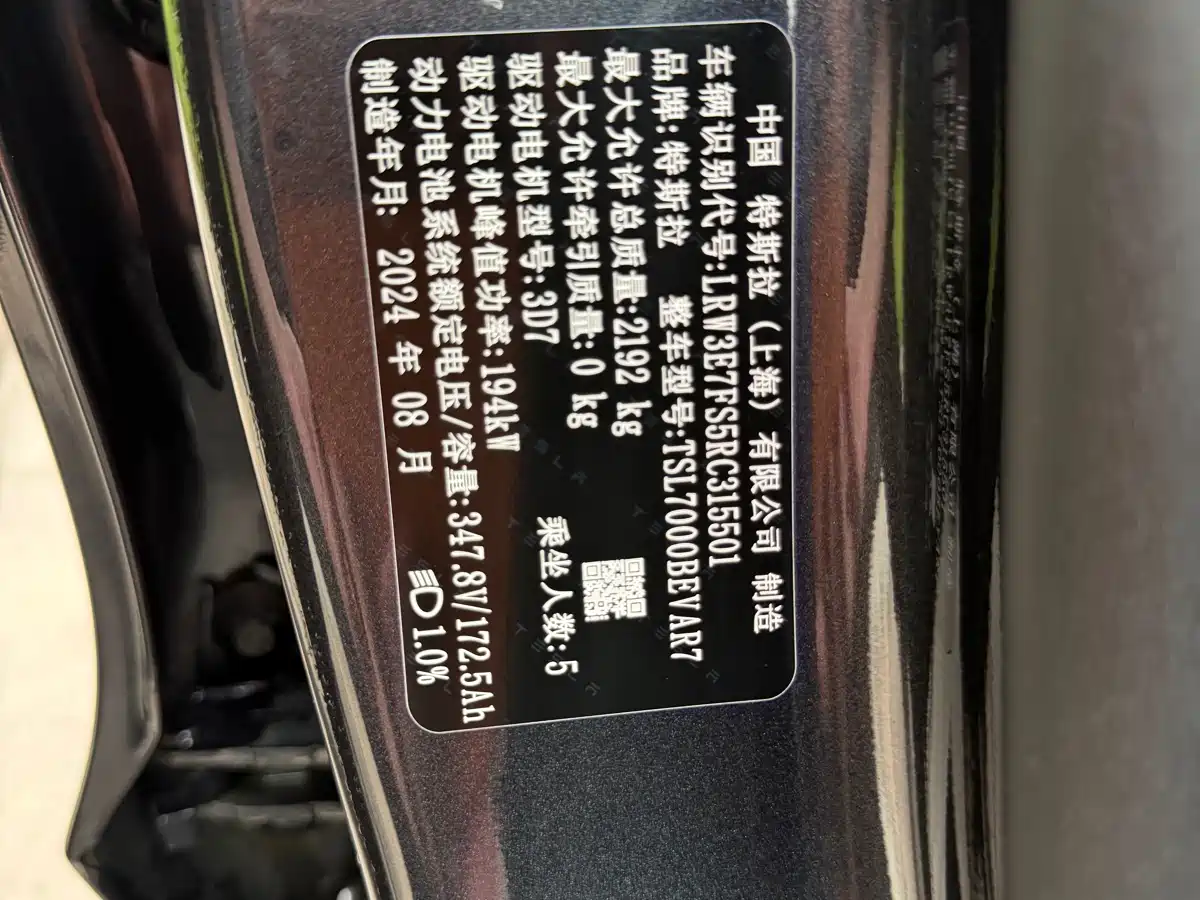 中国 特斯拉（上海）有限公司 制造
车辆识别代号:LRW3E7FS5RC315501
品牌:特斯拉 整车型号:TSL7000BEVAR7
最大允许总质量:2192 kg
最大允许牵引质量:0 kg
驱动电机型号:3D7 乘坐人数:5
驱动电机峰值功率:194kW
动力电池系统额定电压/容量:347.8V/172.5Ah
制造年月: 2024 年 08 月 1.0%